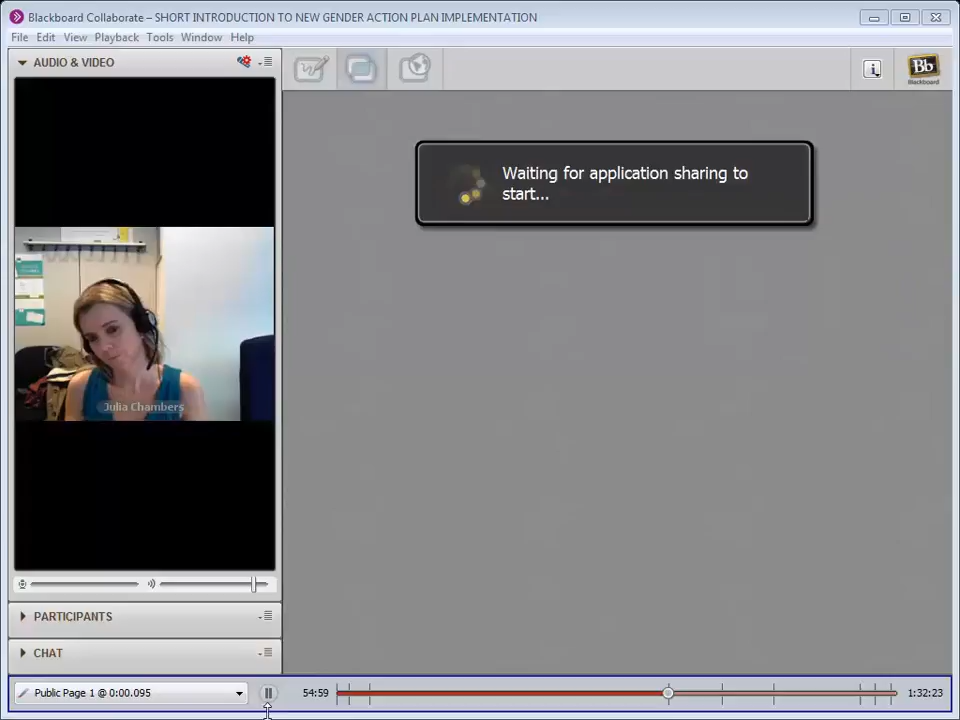 Blackboard Collaborate – SHORT INTRODUCTION TO NEW GENDER ACTION PLAN IMPLEMENTATION
File Edit View Playback Tools Window Help
AUDIO & VIDEO
Bb
Blackboard
Waiting for application sharing to
start...
Julia Chambers
PARTICIPANTS
CHAT
Public Page 1 @ 0:00.095
54:59
1:32:23